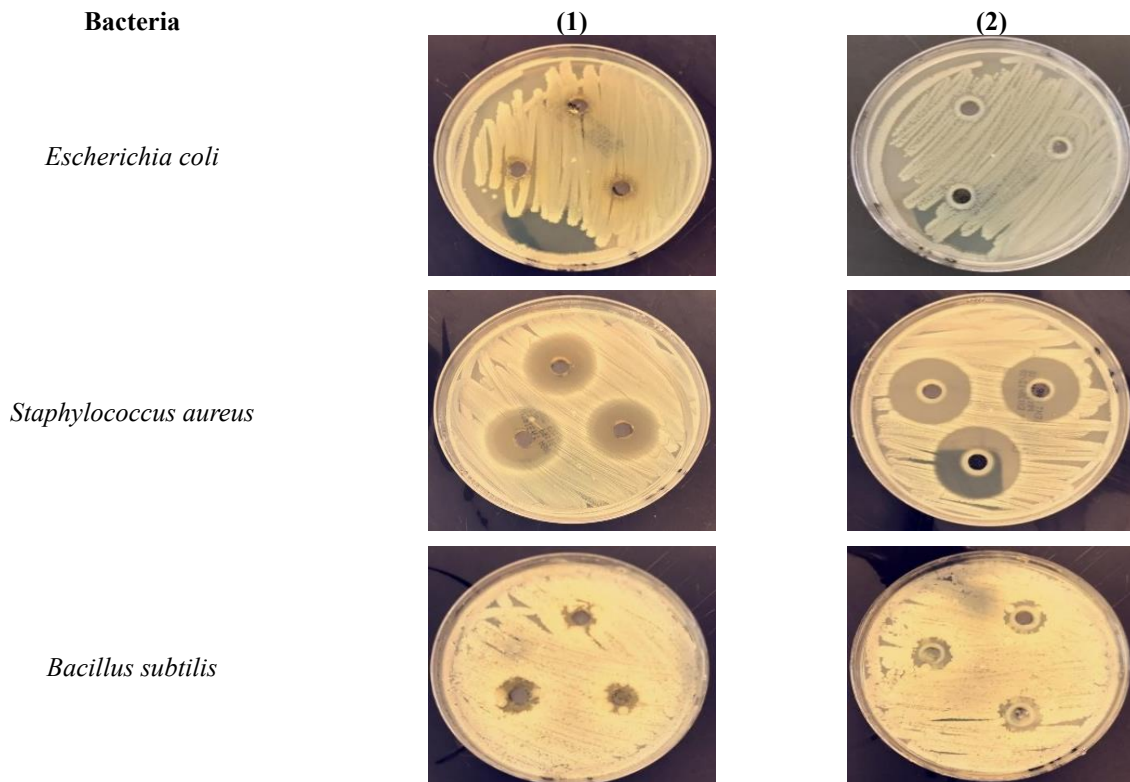 Bacteria (1) (2)
Escherichia coli
Staphylococcus aureus
Bacillus subtilis